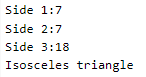 Side 1:7
Side 2:7
Side 3:18
Isosceles triangle